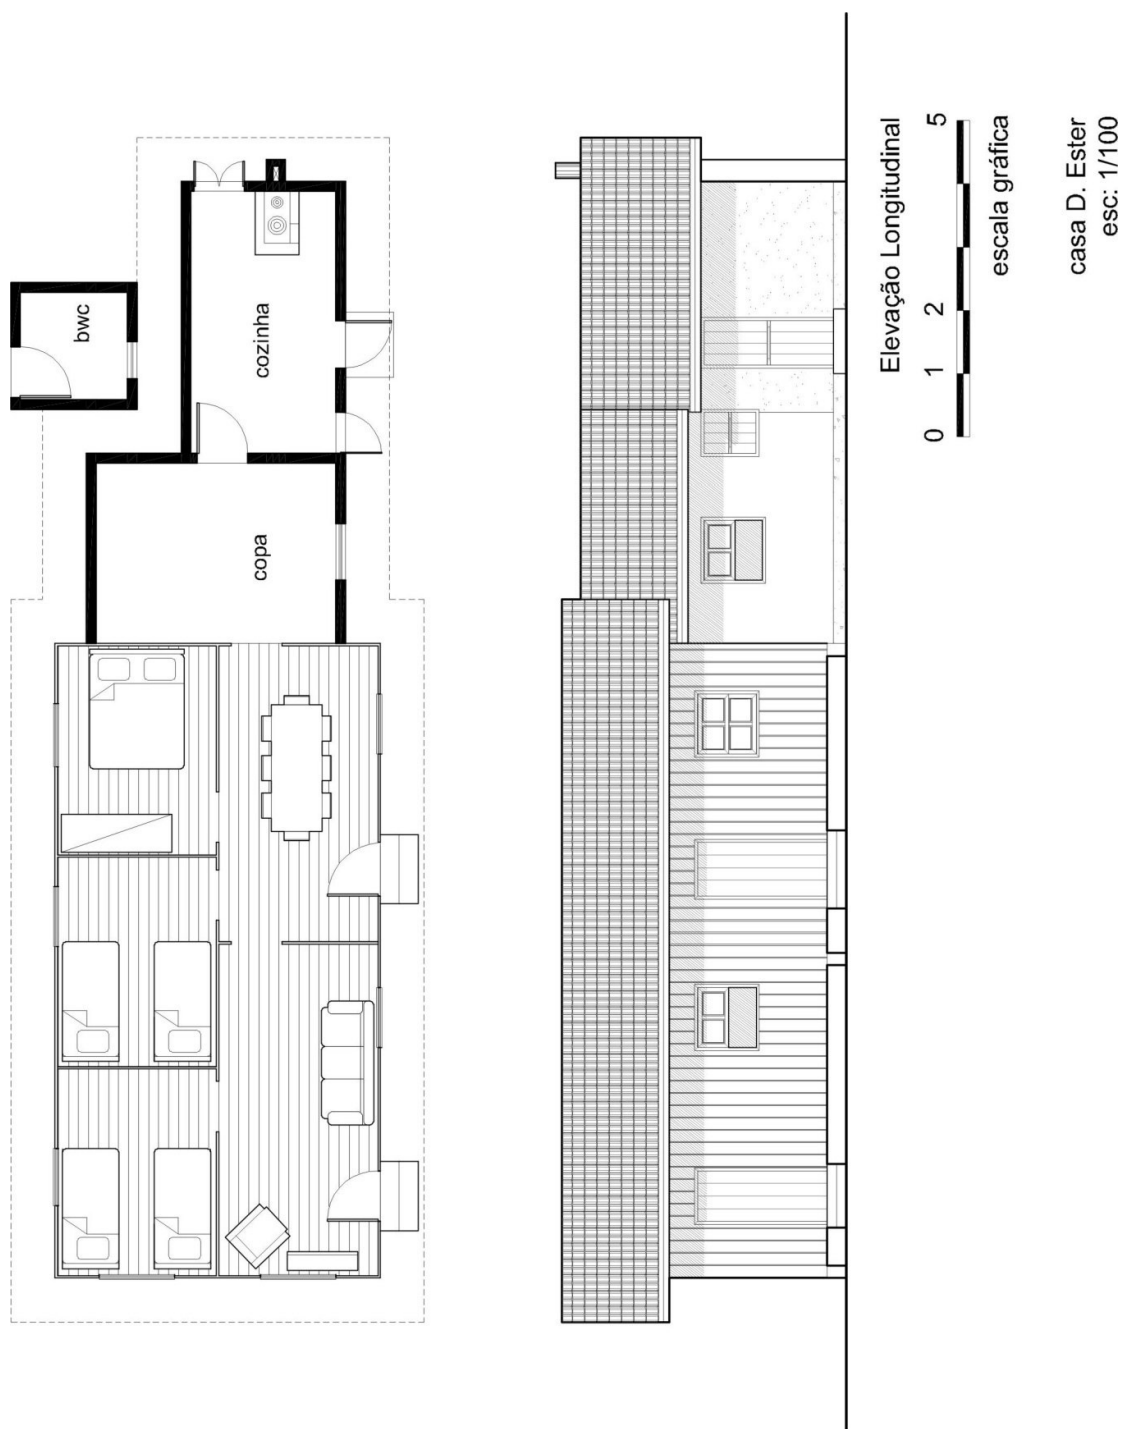 bwc
cozinha
copa
Elevação Longitudinal
0 1 2 5
escala gráfica
casa D. Ester
esc: 1/100